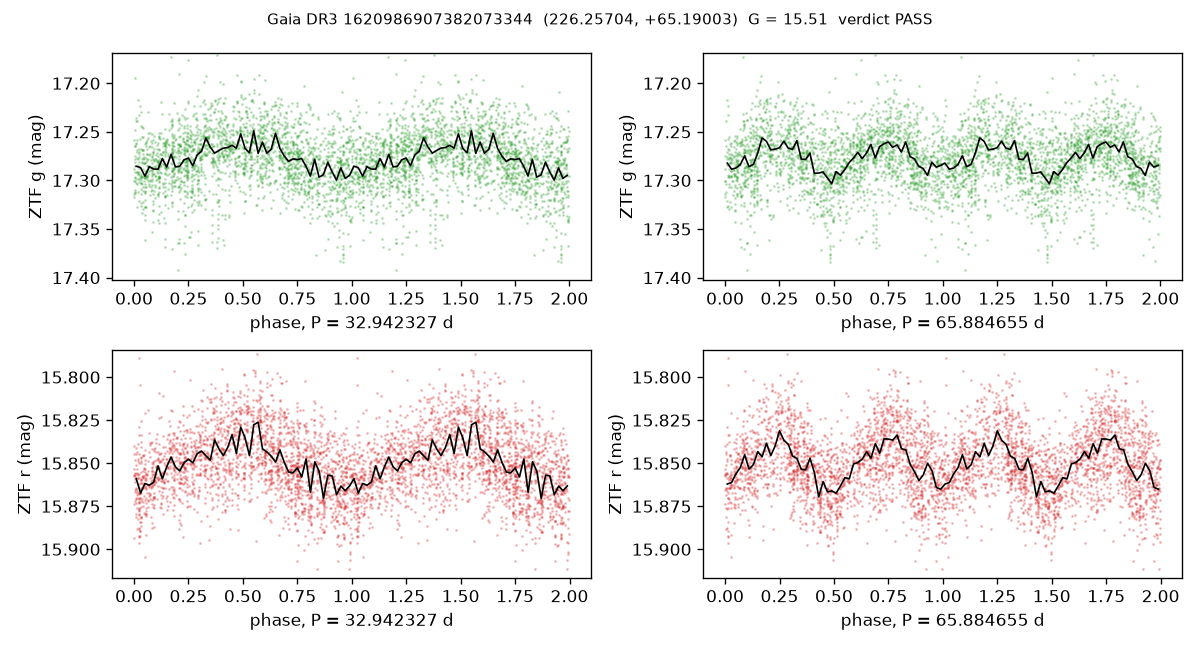 Gaia DR3 1620986907382073344 (226.25704, +65.19003) G = 15.51 verdict PASS
ZTF g (mag)
17.20
17.25
17.30
17.35
17.40
0.00 0.25 0.50 0.75 1.00 1.25 1.50 1.75 2.00
phase, P = 32.942327 d
ZTF g (mag)
17.20
17.25
17.30
17.35
17.40
0.00 0.25 0.50 0.75 1.00 1.25 1.50 1.75 2.00
phase, P = 65.884655 d
ZTF r (mag)
15.800
15.825
15.850
15.875
15.900
0.00 0.25 0.50 0.75 1.00 1.25 1.50 1.75 2.00
phase, P = 32.942327 d
ZTF r (mag)
15.800
15.825
15.850
15.875
15.900
0.00 0.25 0.50 0.75 1.00 1.25 1.50 1.75 2.00
phase, P = 65.884655 d